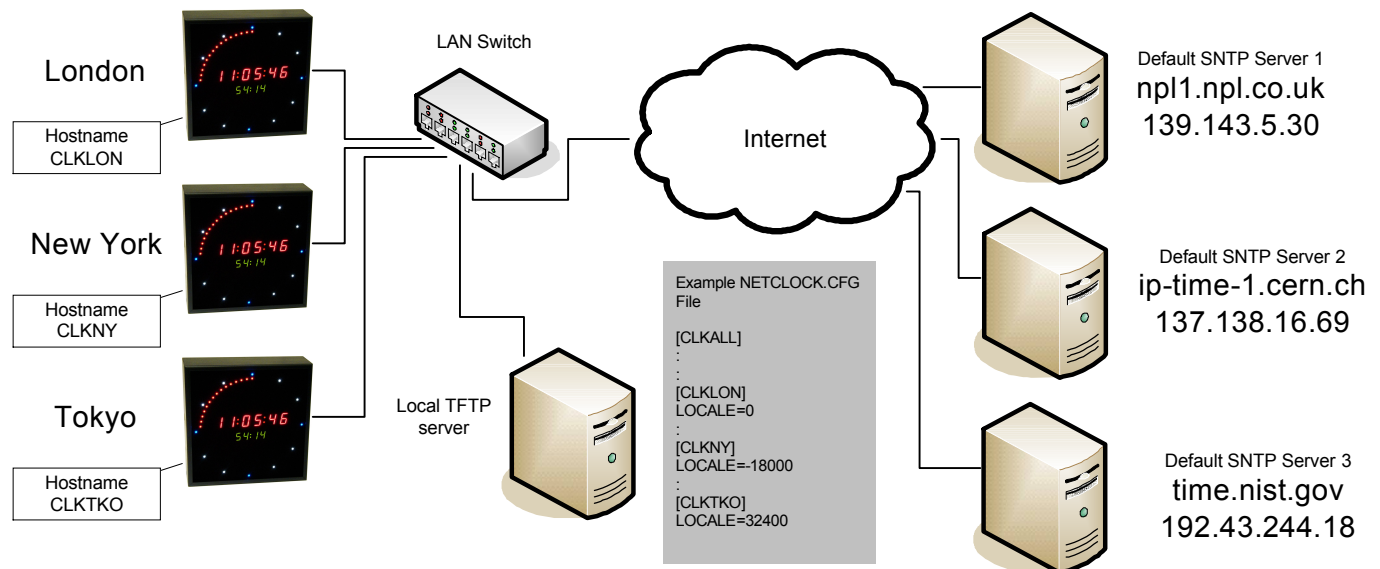 London
11:05:46
54:14
Hostname
CLKLON
New York
11:05:46
54:14
Hostname
CLKNY
Tokyo
11:05:46
54:14
Hostname
CLKTKO
LAN Switch
Local TFTP
server
Internet
Example NETCLOCK.CFG
File
[CLKALL]
:
:
[CLKLON]
LOCALE=0
:
[CLKNY]
LOCALE=-18000
:
[CLKTKO]
LOCALE=32400
Default SNTP Server 1
npl1.npl.co.uk
139.143.5.30
Default SNTP Server 2
ip-time-1.cern.ch
137.138.16.69
Default SNTP Server 3
time.nist.gov
192.43.244.18